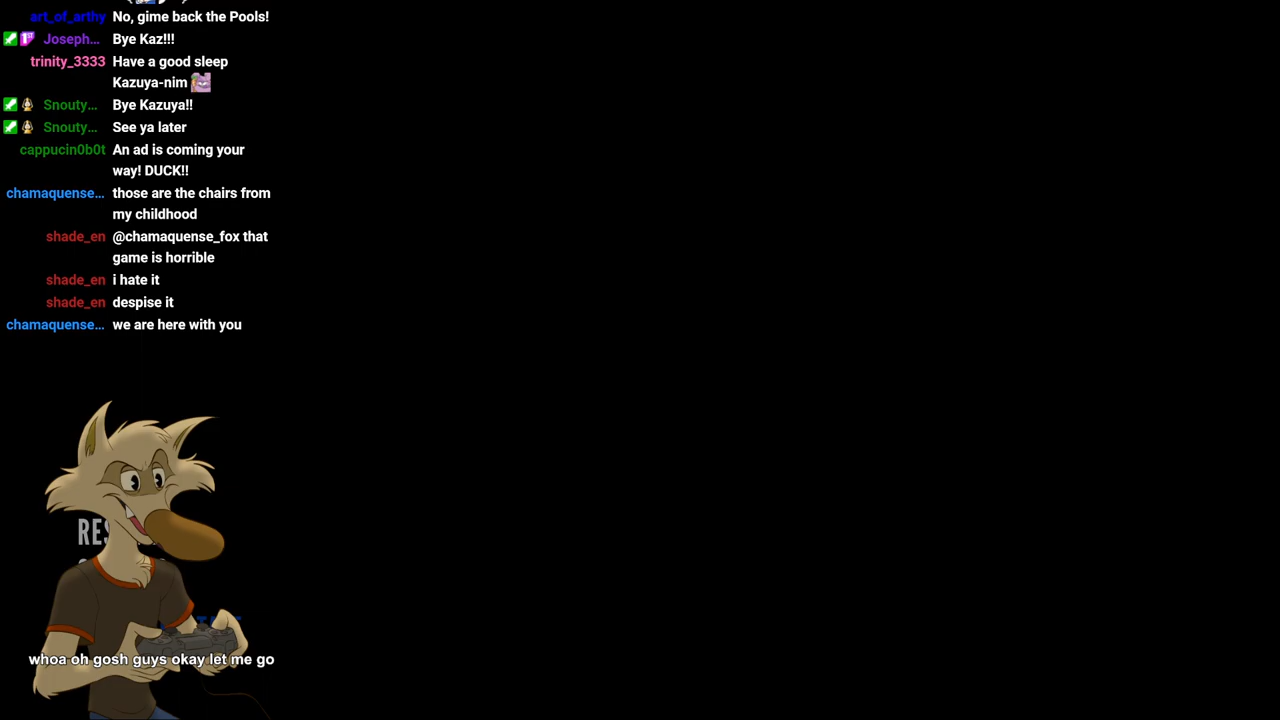 art_of_arthy No, gime back the Pools!
Joseph... Bye Kaz!!!
trinity_3333 Have a good sleep
Kazuya-nim
Snouty... Bye Kazuya!!
Snouty... See ya later
cappucin0b0t An ad is coming your
way! DUCK!!
chamaquense... those are the chairs from
my childhood
shade_en @chamaquense_fox that
game is horrible
shade_en i hate it
shade_en despise it
chamaquense... we are here with you
whoa oh gosh guys okay let me go